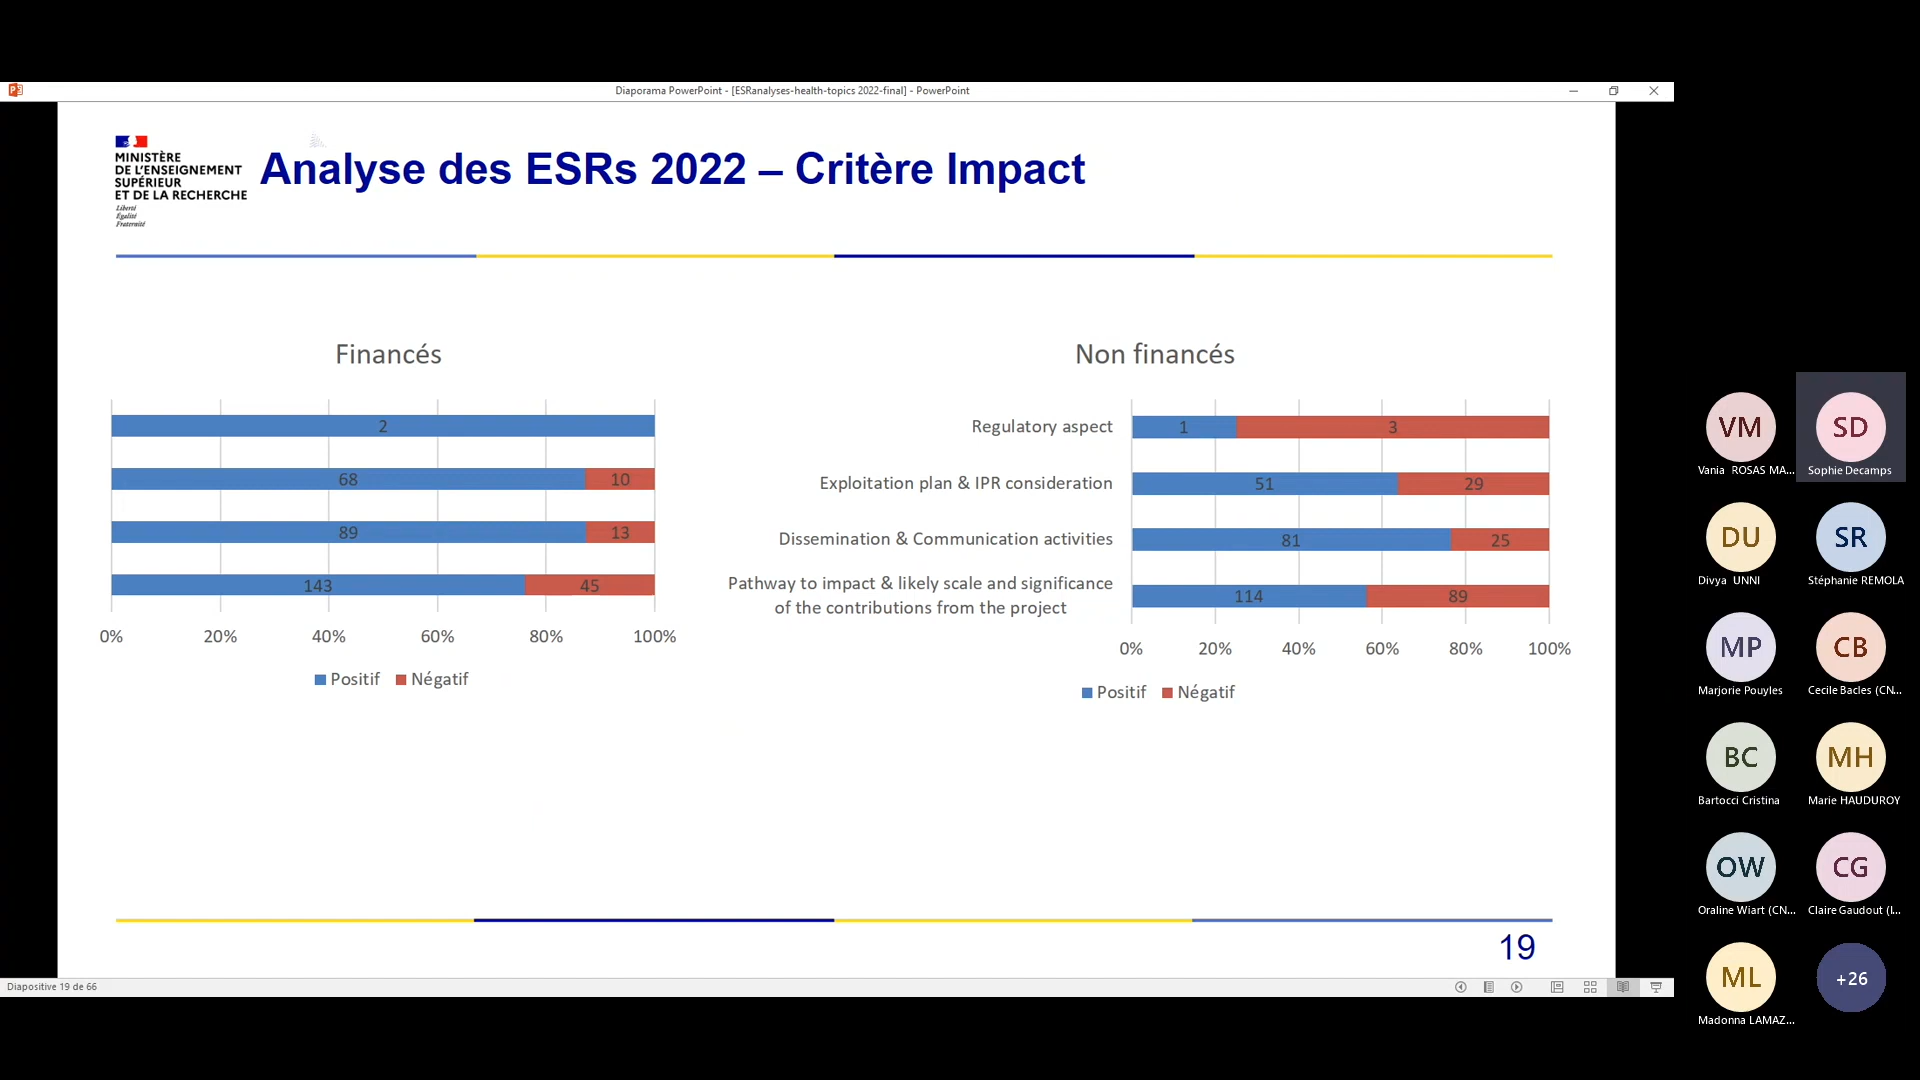 Diaporama PowerPoint - [ESRanalyses-health-topics 2022-final] - PowerPoint
MINISTÈRE
DE L'ENSEIGNEMENT
SUPÉRIEUR
ET DE LA RECHERCHE
Liberté
Égalité
Fraternité
Analyse des ESRs 2022 – Critère Impact
Financés
2
68 10
89 13
143 45
0% 20% 40% 60% 80% 100%
Positif Négatif
Non financés
Regulatory aspect 1 3
Exploitation plan & IPR consideration 51 29
Dissemination & Communication activities 81 25
Pathway to impact & likely scale and significance
of the contributions from the project 114 89
0% 20% 40% 60% 80% 100%
Positif Négatif
19
Diapositive 19 de 66
VM SD
Vania ROSAS MA... Sophie Decamps
DU SR
Divya UNNI Stéphanie REMOLA
MP CB
Marjorie Pouyles Cecile Bacles (CN...
BC MH
Bartocci Cristina Marie HAUDUROY
OW CG
Oraline Wiart (CN... Claire Gaudout (I...
ML +26
Madonna LAMAZ...